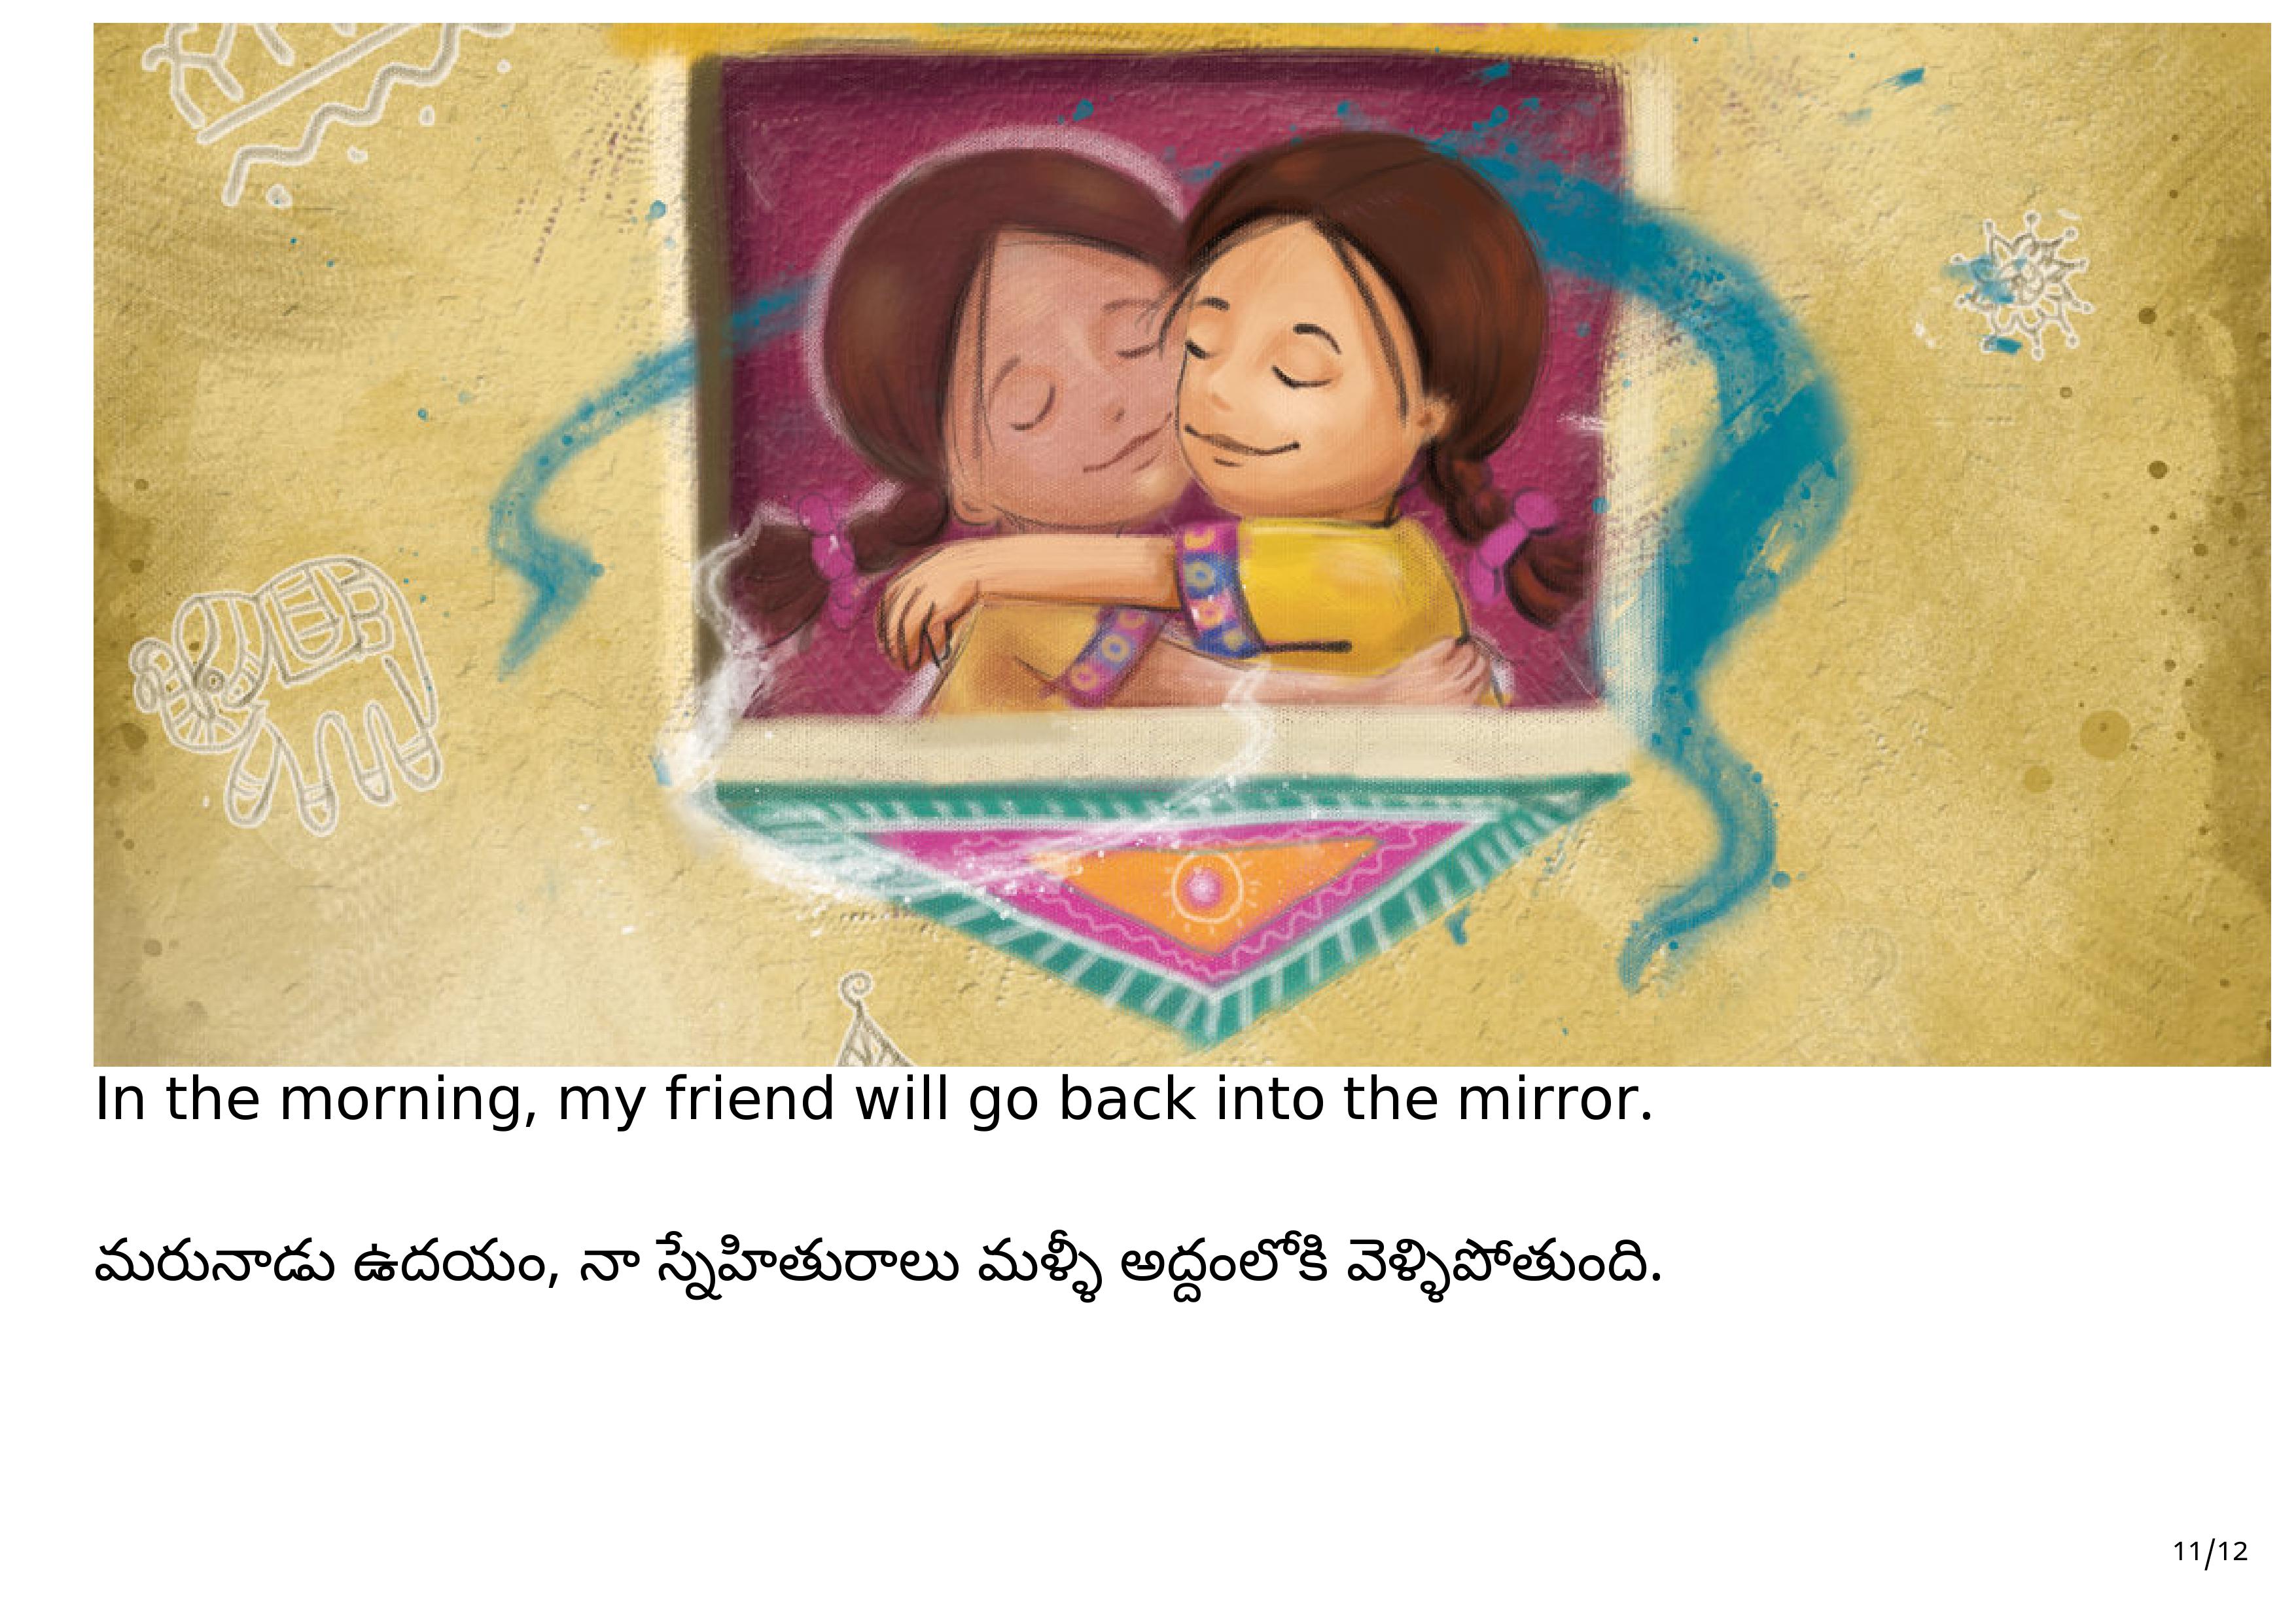 In the morning, my friend will go back into the mirror.
మరునాడు ఉదయం, నా స్నేహితురాలు మళ్ళీ అద్దంలోకి వెళ్ళిపోతుంది.
11/12